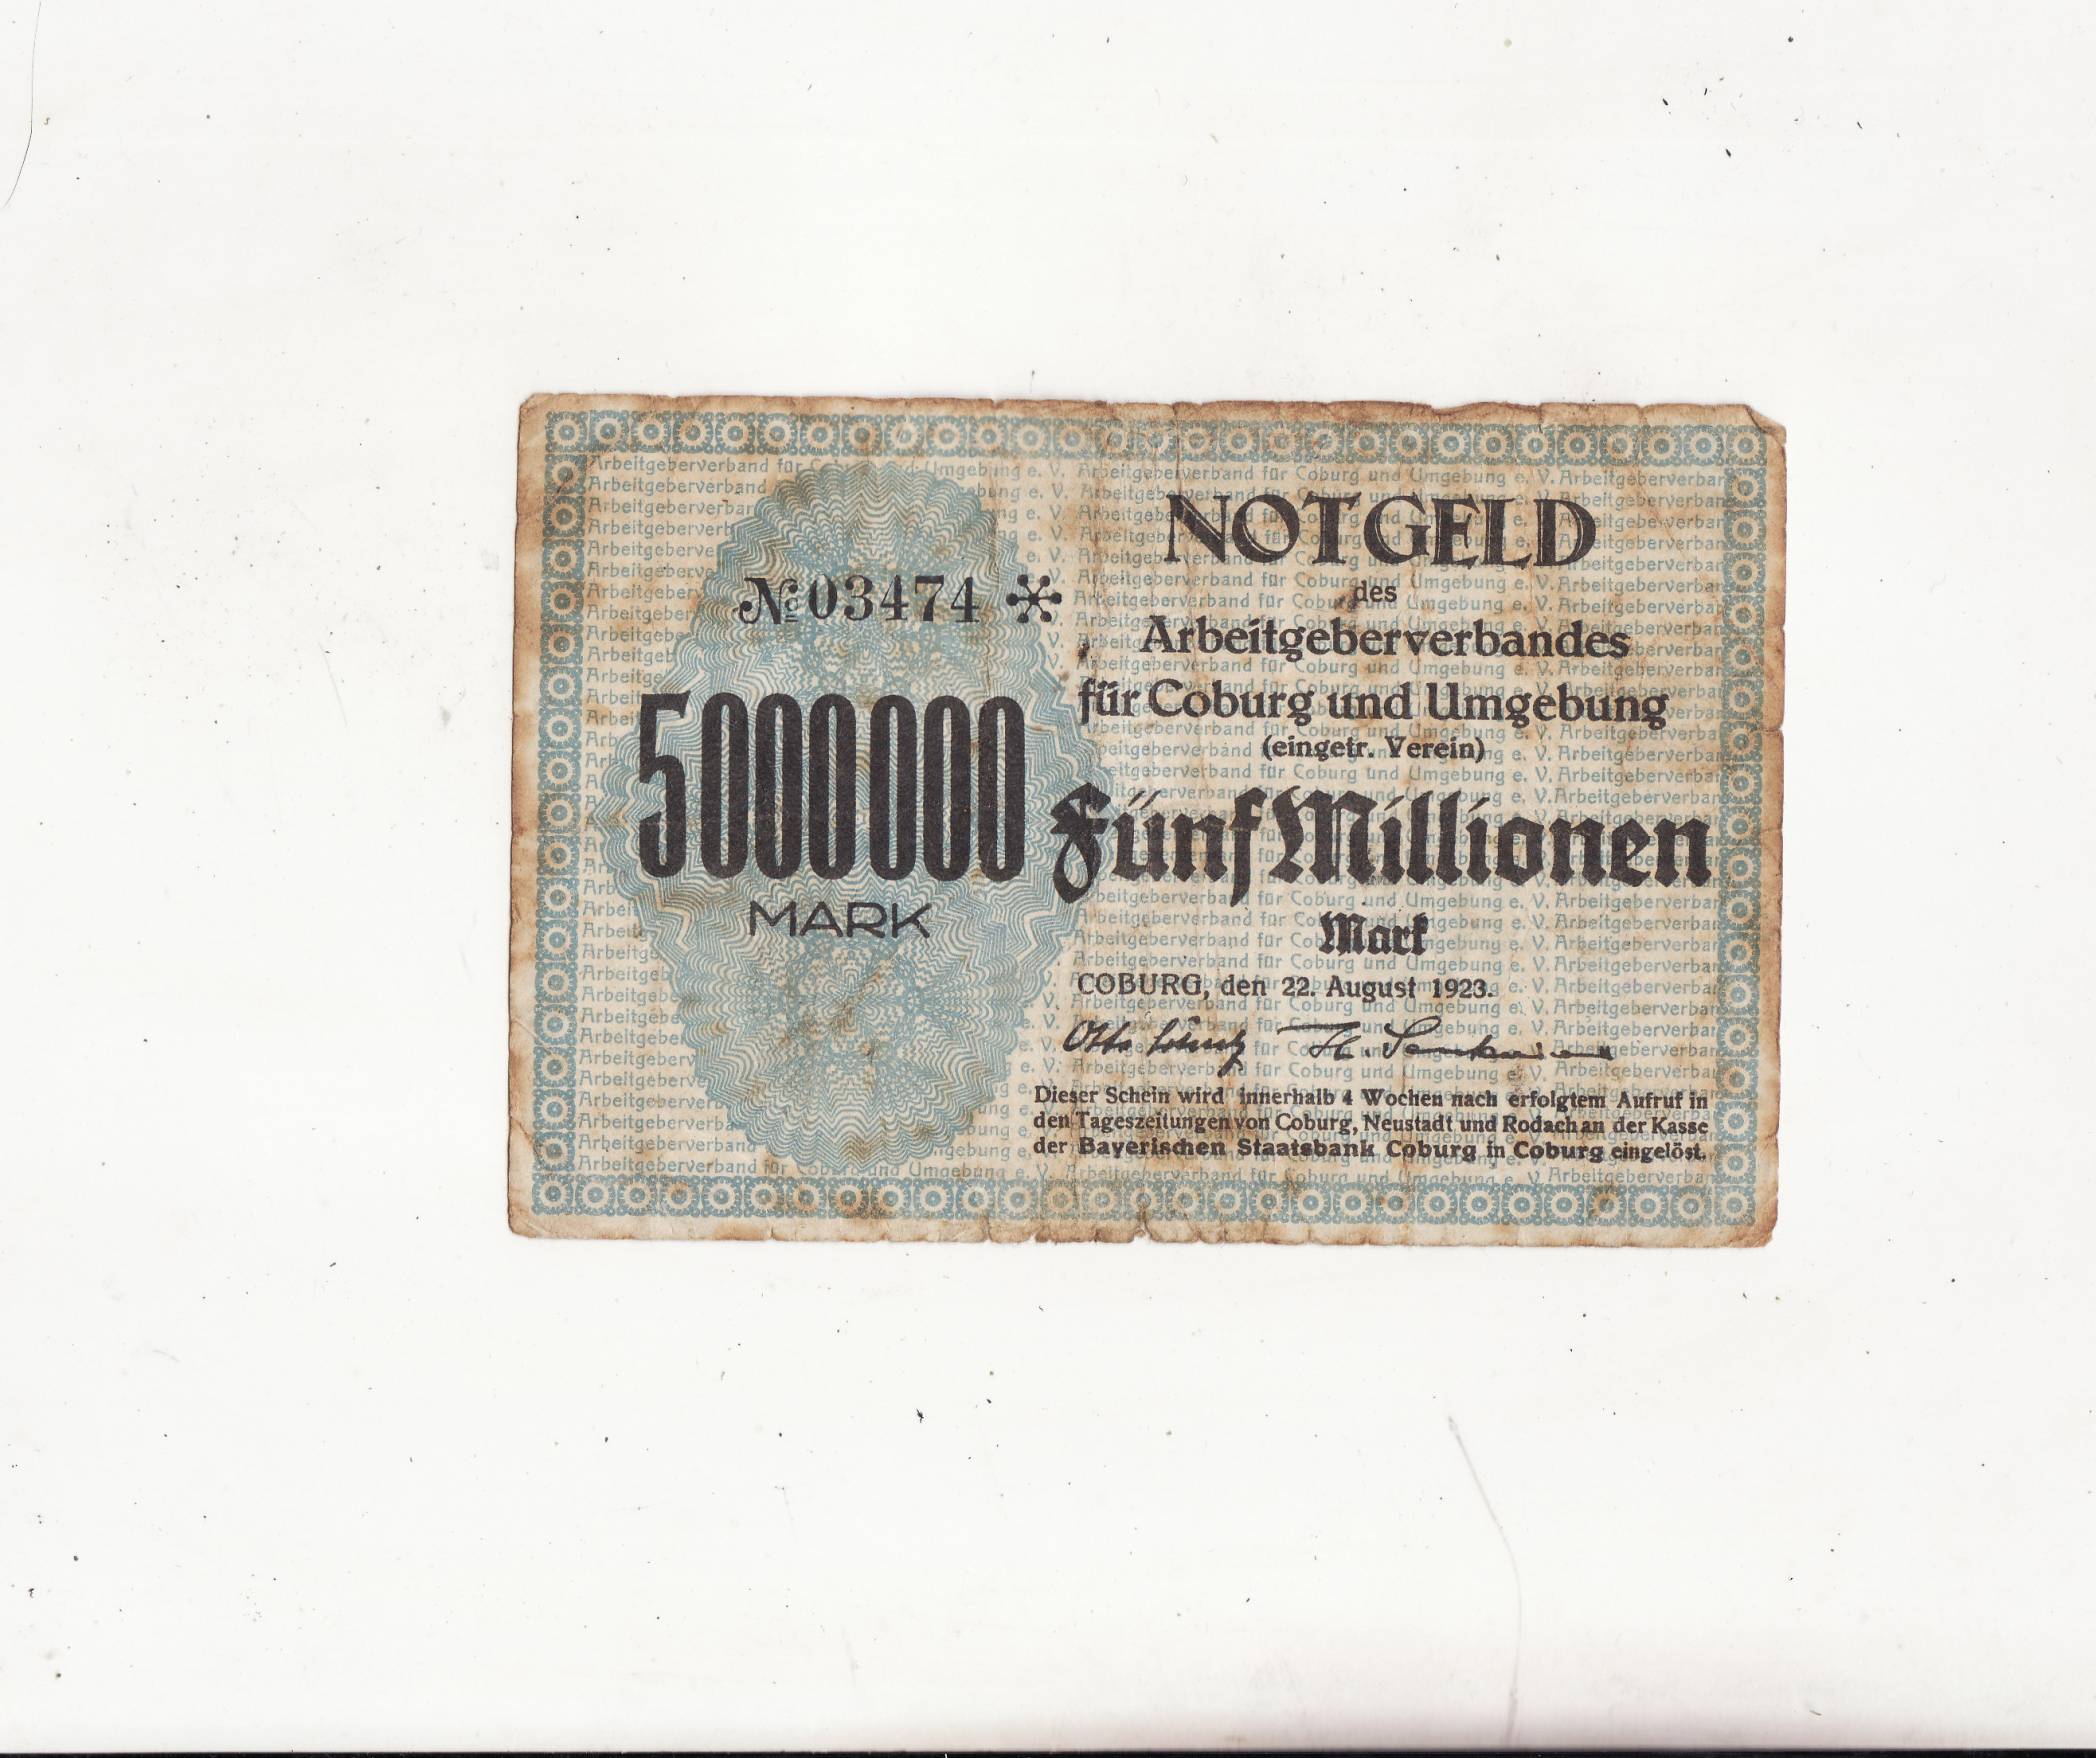 № 03474
5000000
MARK
NOTGELD
des
Arbeitgeberverbandes
für Coburg und Umgebung
(eingetr. Verein)
Fünf Millionen
Mark
COBURG, den 22. August 1923.
Dieser Schein wird innerhalb 4 Wochen nach erfolgtem Aufruf in
den Tageszeitungen von Coburg, Neustadt und Rodach an der Kasse
der Bayerischen Staatsbank Coburg in Coburg eingelöst.
Arbeitgeberverband für Coburg und Umgebung e. V.